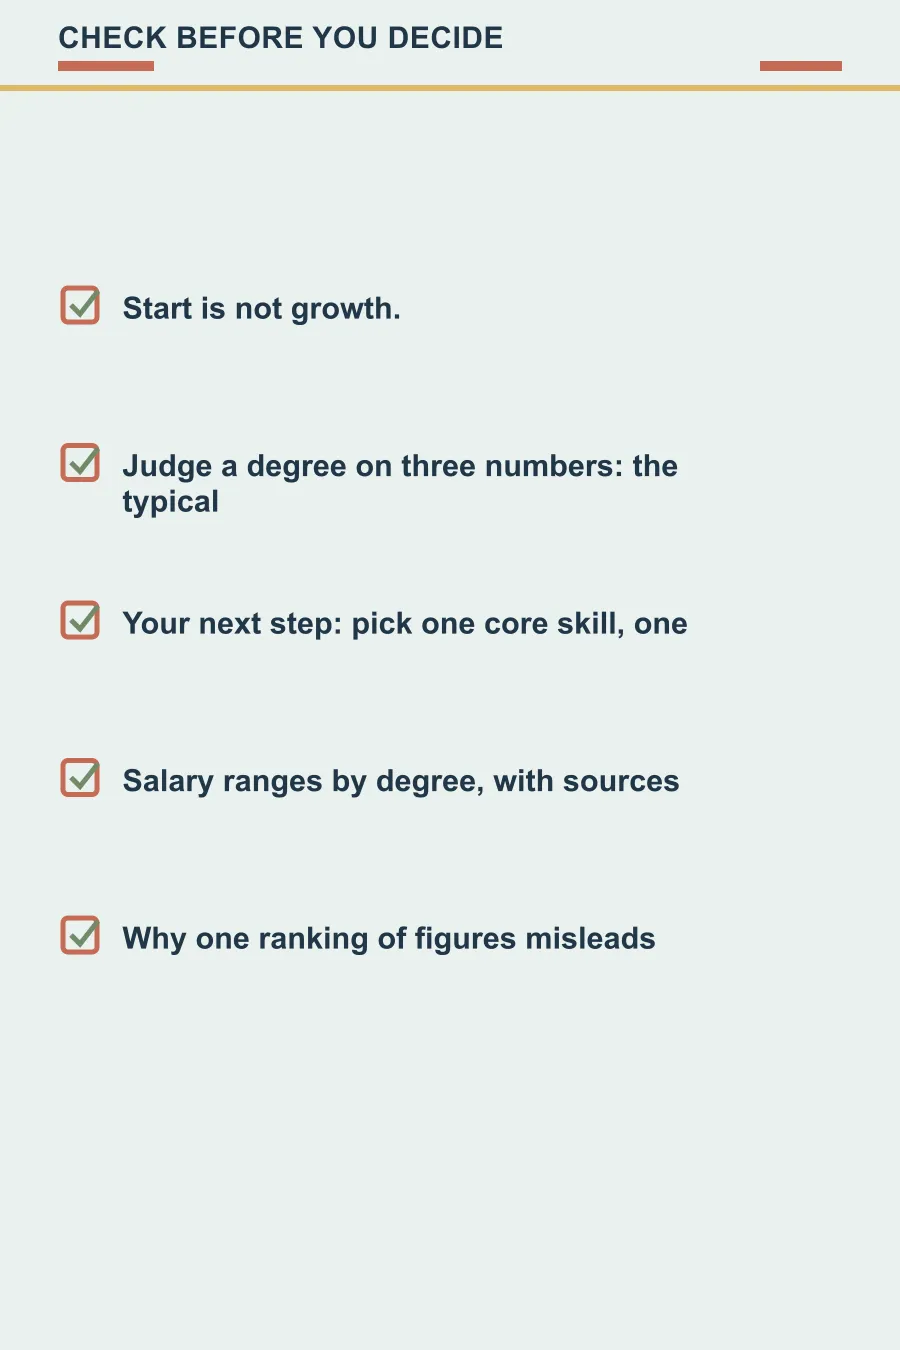 CHECK BEFORE YOU DECIDE
Start is not growth.
Judge a degree on three numbers: the
typical
Your next step: pick one core skill, one
Salary ranges by degree, with sources
Why one ranking of figures misleads